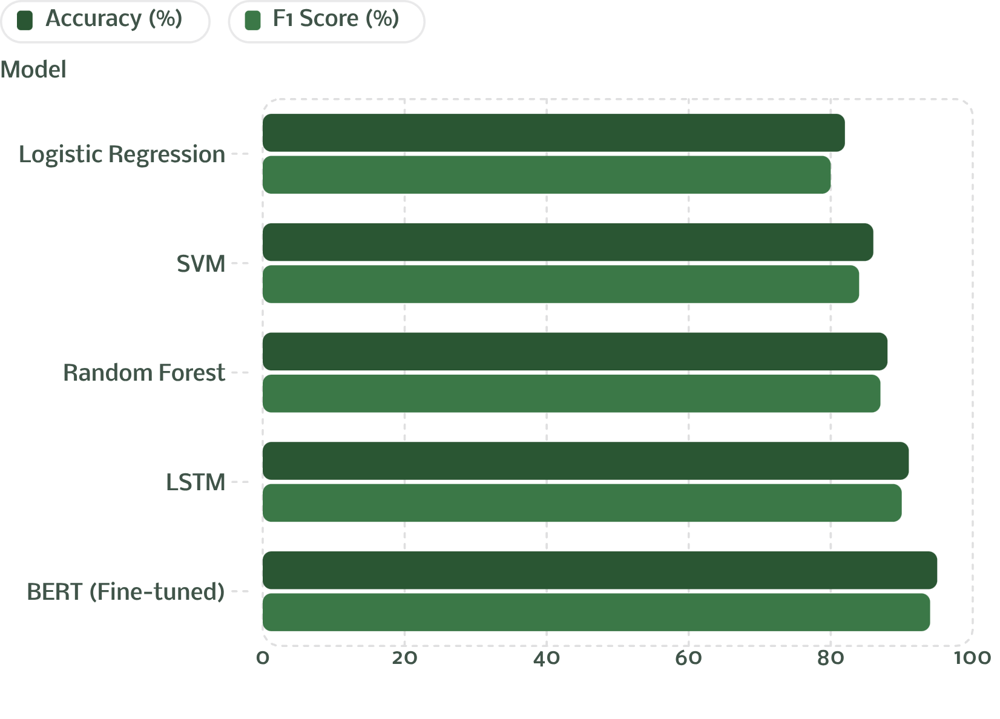 Accuracy (%)
F1 Score (%)
Model
Logistic Regression
SVM
Random Forest
LSTM
BERT (Fine-tuned)
0 20 40 60 80 100